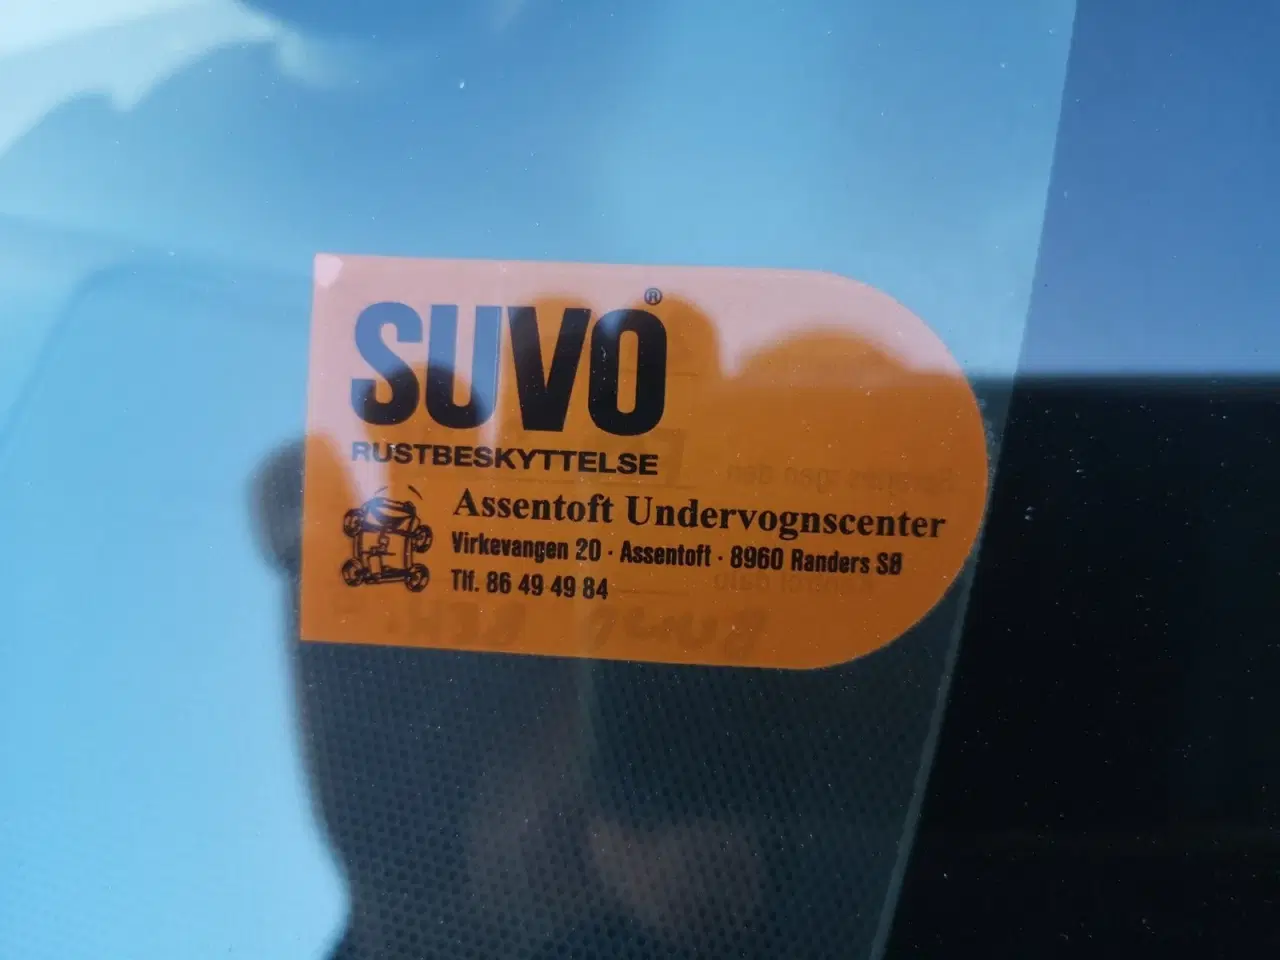 SUVO®
RUSTBESKYTTELSE
Assentoft Undervognscenter
Virkevangen 20 · Assentoft · 8960 Randers SØ
Tlf. 86 49 49 84